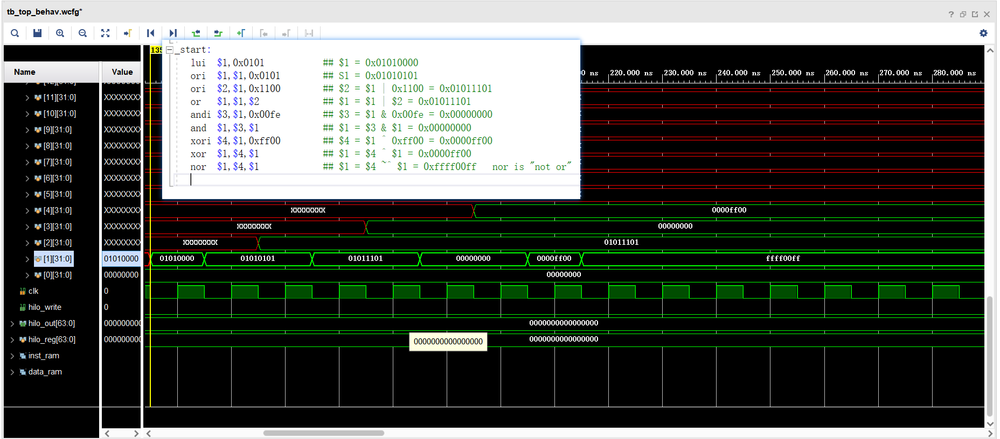 tb_top_behav.wcfg*
135
_start:
lui $1,0x0101 ## $1 = 0x01010000
ori $1,$1,0x0101 ## S1 = 0x01010101
ori $2,$1,0x1100 ## $2 = $1 | 0x1100 = 0x01011101
or $1,$1,$2 ## $1 = $1 | $2 = 0x01011101
andi $3,$1,0x00fe ## $3 = $1 & 0x00fe = 0x00000000
and $1,$3,$1 ## $1 = $3 & $1 = 0x00000000
xori $4,$1,0xff00 ## $4 = $1 ^ 0xff00 = 0x0000ff00
xor $1,$4,$1 ## $1 = $4 ^ $1 = 0x0000ff00
nor $1,$4,$1 ## $1 = $4 ~^ $1 = 0xffff00ff nor is "not or"
0 ns 220.000 ns 230.000 ns 240.000 ns 250.000 ns 260.000 ns 270.000 ns 280.000 ns
Name Value
[11][31:0] XXXXXXXX
[10][31:0] XXXXXXXX
[9][31:0] XXXXXXXX
[8][31:0] XXXXXXXX
[7][31:0] XXXXXXXX
[6][31:0] XXXXXXXX
[5][31:0] XXXXXXXX
[4][31:0] XXXXXXXX XXXXXXXX 0000ff00
[3][31:0] XXXXXXXX XXXXXXXX 00000000
[2][31:0] XXXXXXXX XXXXXXXX 01011101
[1][31:0] 01010000 01010000 01010101 01011101 00000000 0000ff00 ffff00ff
[0][31:0] 00000000 00000000
clk 0
hilo_write 0
hilo_out[63:0] 000000000 0000000000000000
hilo_reg[63:0] 000000000 0000000000000000
0000000000000000
inst_ram
data_ram